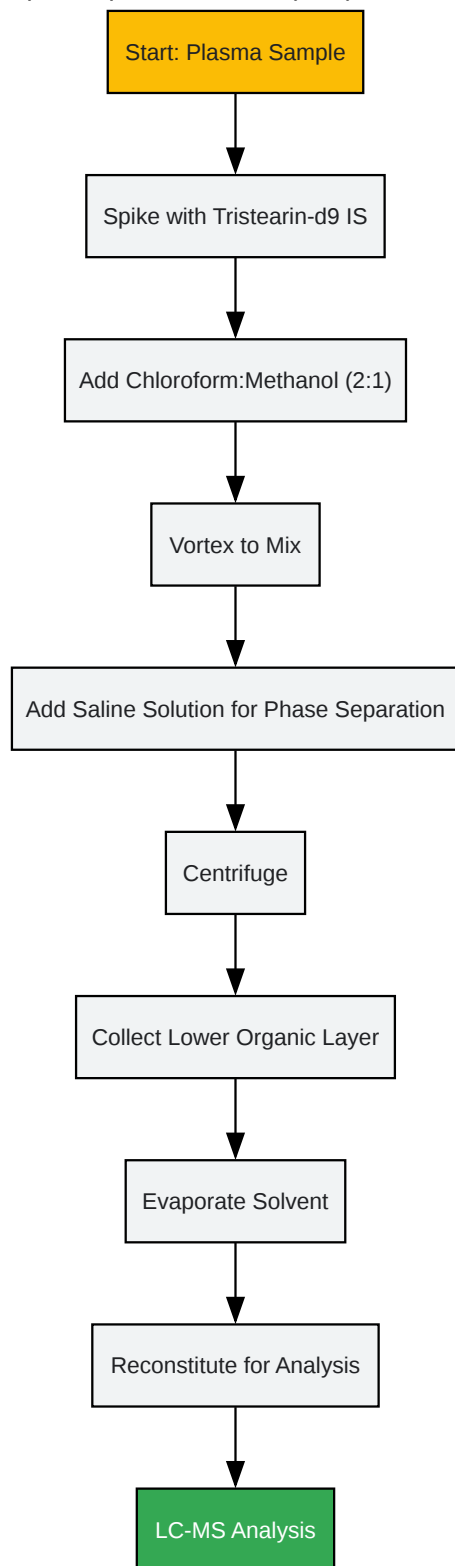 Start: Plasma Sample
Spike with Tristearin-d9 IS
Add Chloroform:Methanol (2:1)
Vortex to Mix
Add Saline Solution for Phase Separation
Centrifuge
Collect Lower Organic Layer
Evaporate Solvent
Reconstitute for Analysis
LC-MS Analysis